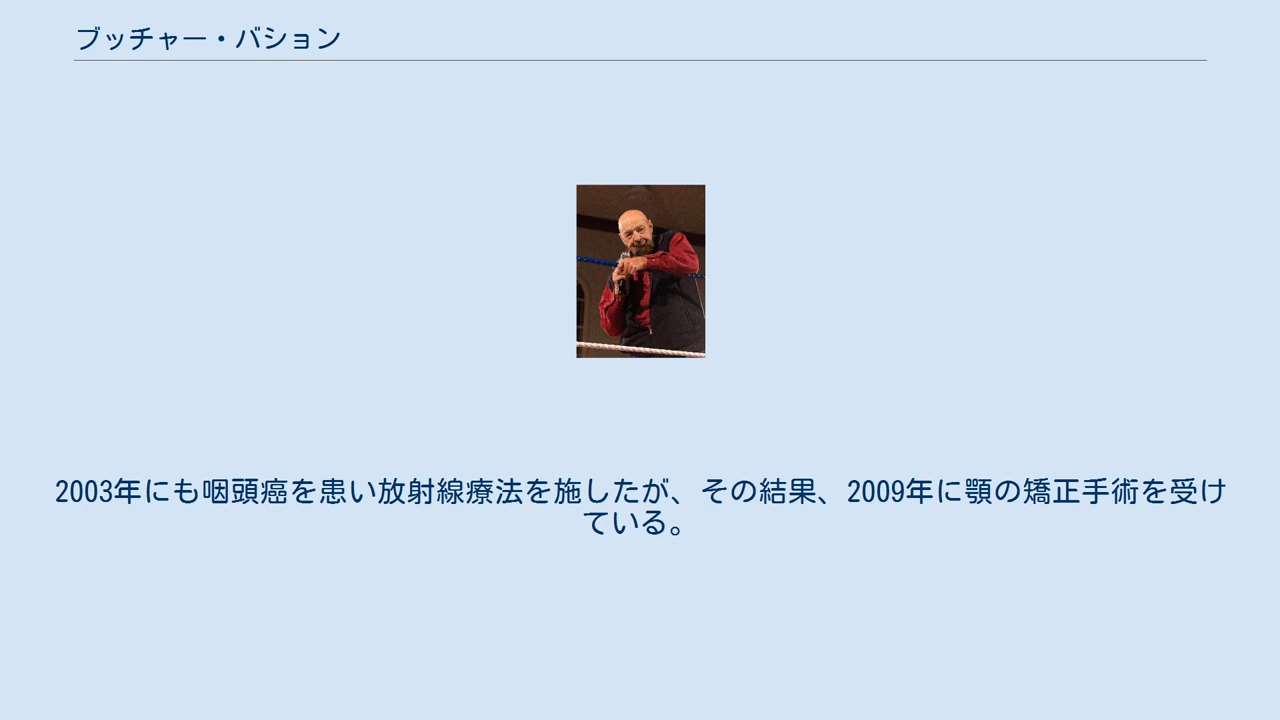 ブッチャー・バション
2003年にも咽頭癌を患い放射線療法を施したが、その結果、2009年に顎の矯正手術を受け
ている。